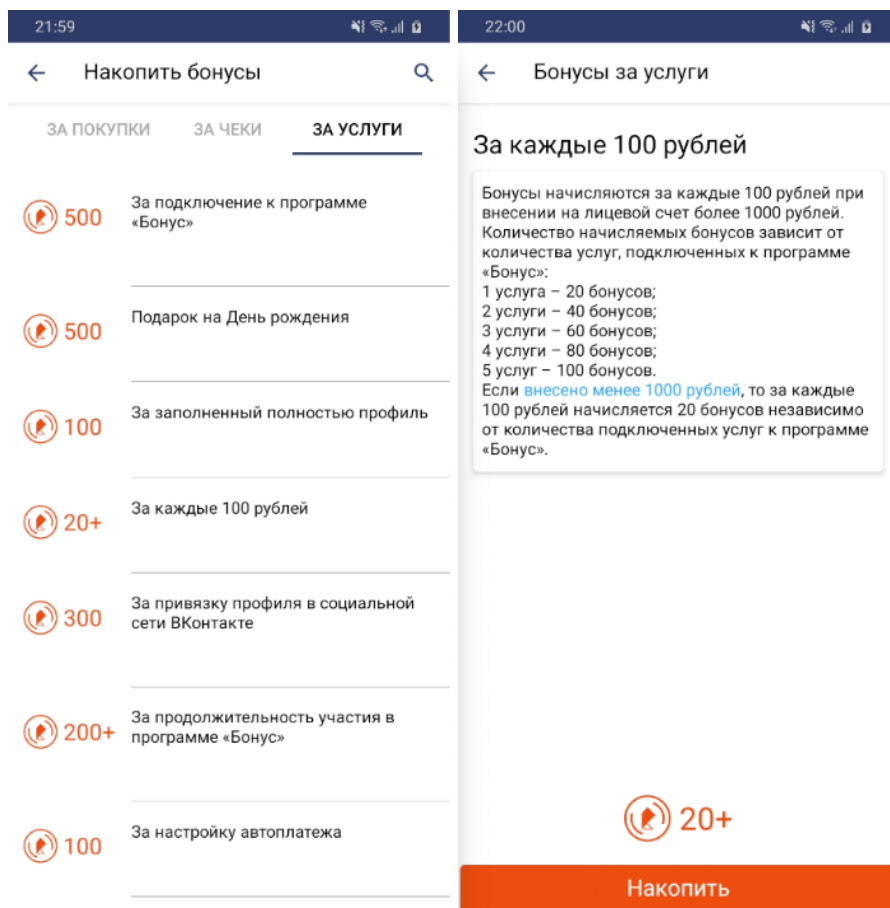 21:59
Накопить бонусы
ЗА ПОКУПКИ ЗА ЧЕКИ ЗА УСЛУГИ
500
За подключение к программе
«Бонус»
500
Подарок на День рождения
100
За заполненный полностью профиль
20+
За каждые 100 рублей
300
За привязку профиля в социальной
сети ВКонтакте
200+
За продолжительность участия в
программе «Бонус»
100
За настройку автоплатежа
22:00
Бонусы за услуги
За каждые 100 рублей
Бонусы начисляются за каждые 100 рублей при
внесении на лицевой счет более 1000 рублей.
Количество начисляемых бонусов зависит от
количества услуг, подключенных к программе
«Бонус»:
1 услуга – 20 бонусов;
2 услуги – 40 бонусов;
3 услуги – 60 бонусов;
4 услуги – 80 бонусов;
5 услуг – 100 бонусов.
Если внесено менее 1000 рублей, то за каждые
100 рублей начисляется 20 бонусов независимо
от количества подключенных услуг к программе
«Бонус».
20+
Накопить